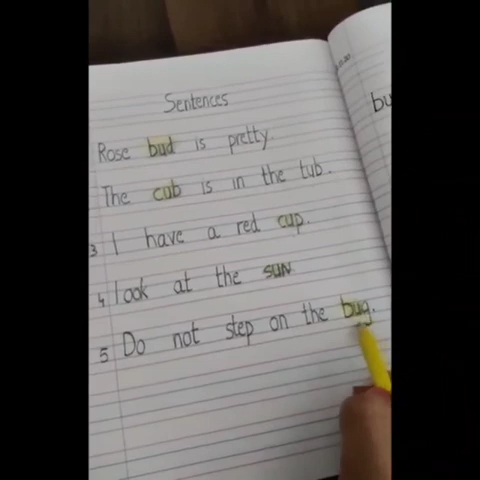 Sentences
Rose bud is pretty
The cub is in the tub.
3 I have a red cup.
4 look at the sun.
5 Do not step on the bug.
bu